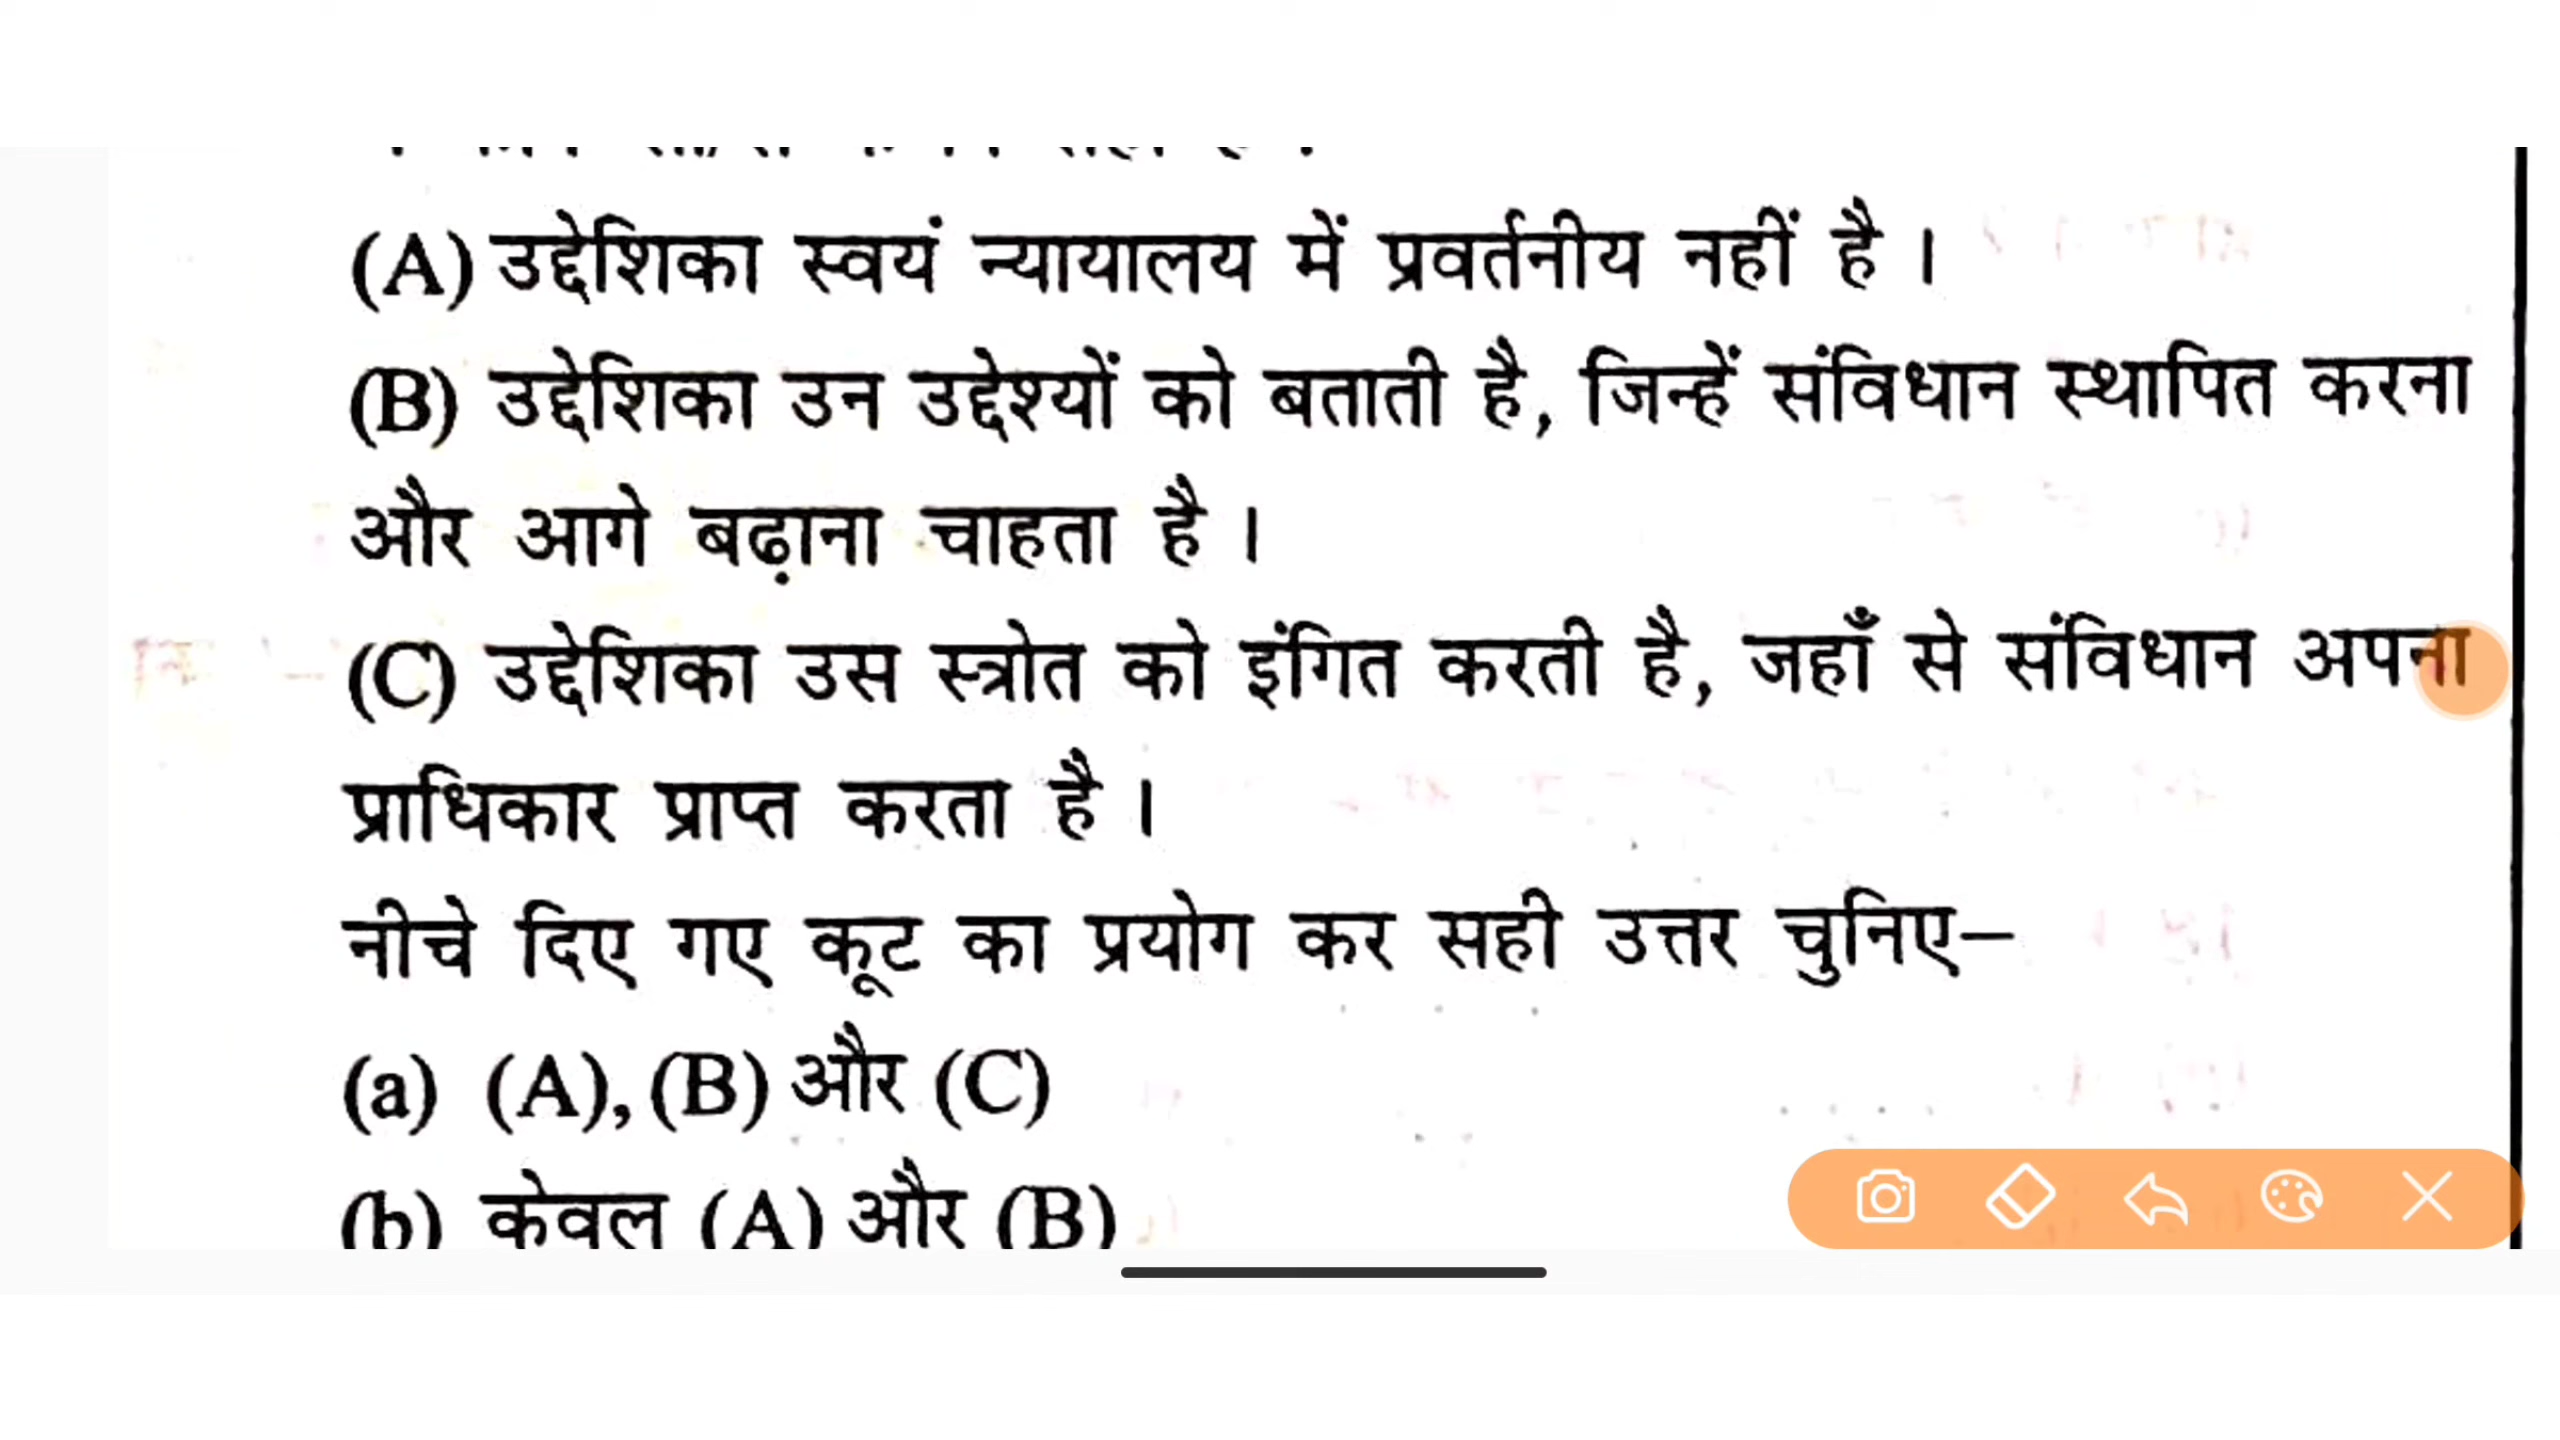 (A) उद्देशिका स्वयं न्यायालय में प्रवर्तनीय नहीं है ।
(B) उद्देशिका उन उद्देश्यों को बताती है, जिन्हें संविधान स्थापित करना
और आगे बढ़ाना चाहता है ।
(C) उद्देशिका उस स्त्रोत को इंगित करती है, जहाँ से संविधान अपना
प्राधिकार प्राप्त करता है ।
नीचे दिए गए कूट का प्रयोग कर सही उत्तर चुनिए–
(a) (A), (B) और (C)
(b) केवल (A) और (B)